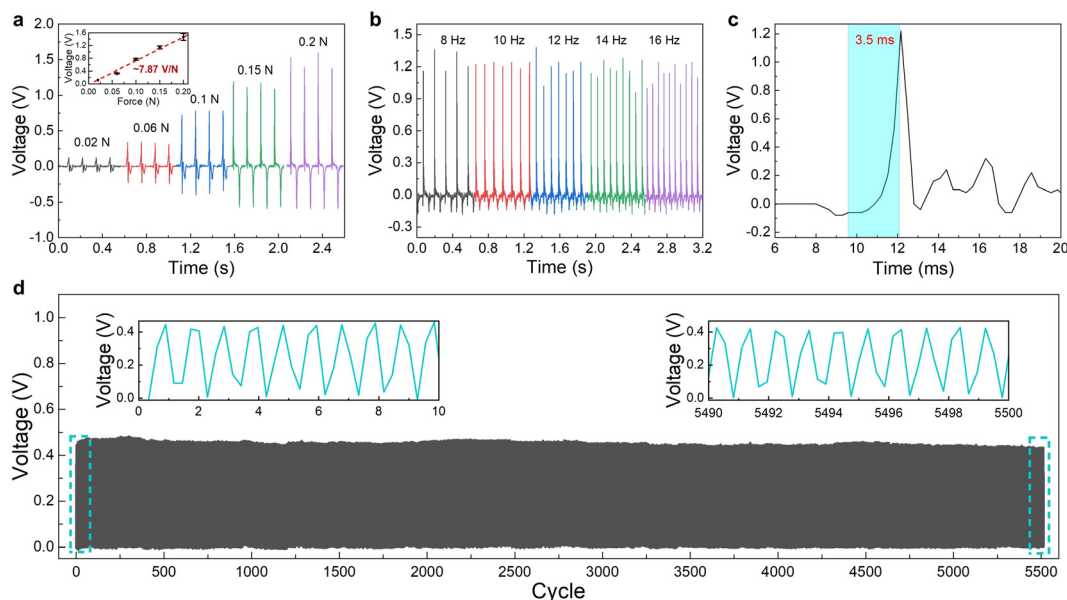 a
2.0
1.5
1.0
0.5
0.0
-0.5
-1.0
Voltage (V)
0.0 0.4 0.8 1.2 1.6 2.0 2.4
Time (s)
0.02 N
0.06 N
0.1 N
0.15 N
0.2 N
1.6
1.2
0.8
0.4
0.0
Voltage (V)
~7.87 V/N
0.00 0.05 0.10 0.15 0.20
Force (N)
b
1.5
1.2
0.9
0.6
0.3
0.0
-0.3
Voltage (V)
8 Hz 10 Hz 12 Hz 14 Hz 16 Hz
0.0 0.4 0.8 1.2 1.6 2.0 2.4 2.8 3.2
Time (s)
c
1.2
1.0
0.8
0.6
0.4
0.2
0.0
-0.2
Voltage (V)
3.5 ms
6 8 10 12 14 16 18 20
Time (ms)
d
1.0
0.8
0.6
0.4
0.2
0.0
Voltage (V)
0.4
0.2
0.0
Voltage (V)
0 2 4 6 8 10
0.4
0.2
0.0
Voltage (V)
5490 5492 5494 5496 5498 5500
0 500 1000 1500 2000 2500 3000 3500 4000 4500 5000 5500
Cycle